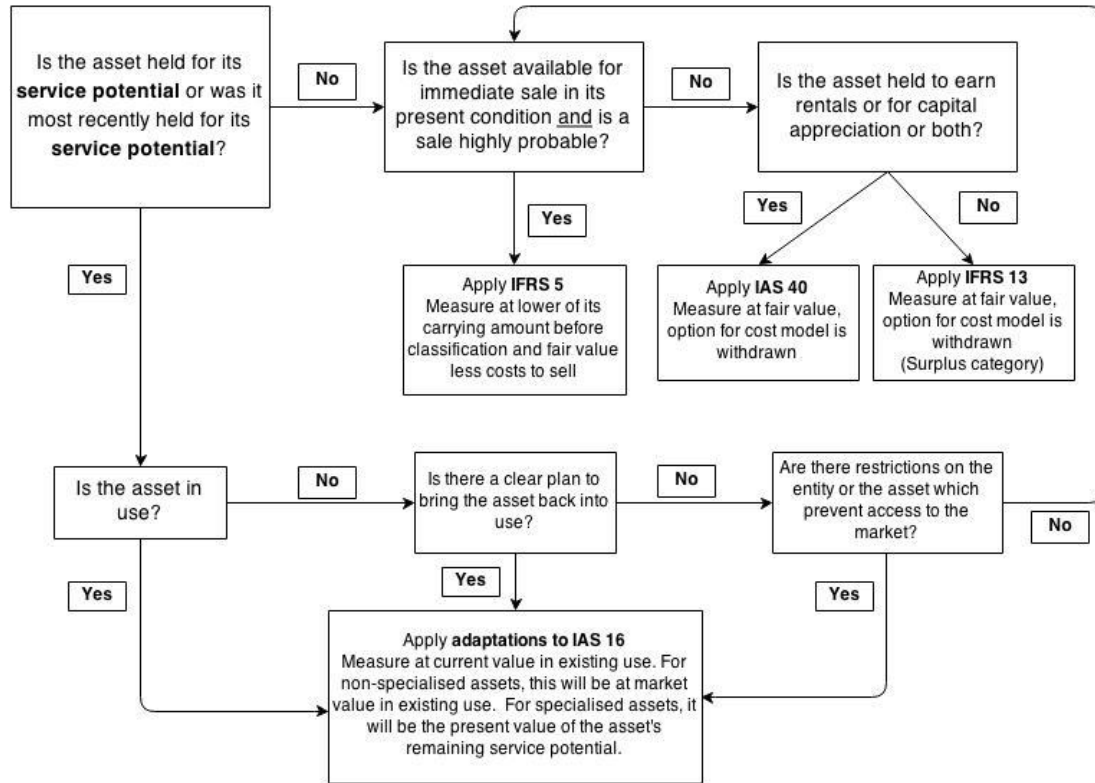 Is the asset held for its
service potential or was it
most recently held for its
service potential?
No
Is the asset available for
immediate sale in its
present condition and is a
sale highly probable?
No
Is the asset held to earn
rentals or for capital
appreciation or both?
Yes
Yes
Yes
No
Apply IFRS 5
Measure at lower of its
carrying amount before
classification and fair value
less costs to sell
Apply IAS 40
Measure at fair value,
option for cost model is
withdrawn
Apply IFRS 13
Measure at fair value,
option for cost model is
withdrawn
(Surplus category)
Is the asset in
use?
No
Is there a clear plan to
bring the asset back into
use?
No
Are there restrictions on the
entity or the asset which
prevent access to the
market?
No
Yes
Yes
Yes
Apply adaptations to IAS 16
Measure at current value in existing use. For
non-specialised assets, this will be at market
value in existing use. For specialised assets, it
will be the present value of the asset's
remaining service potential.